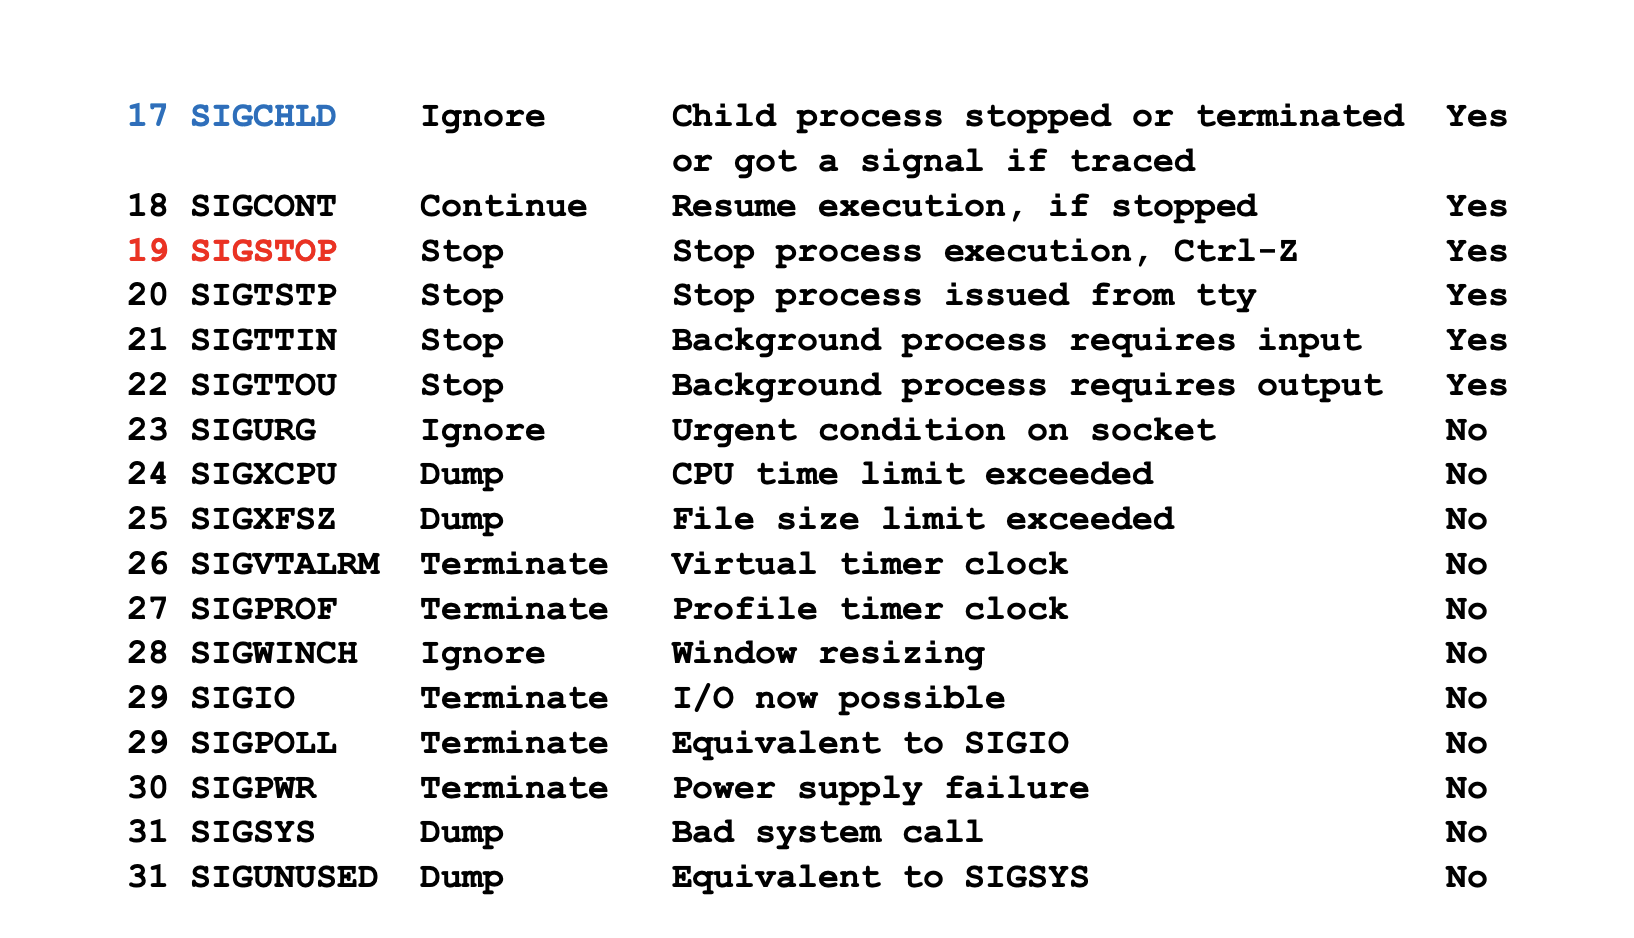 17 SIGCHLD Ignore Child process stopped or terminated Yes
or got a signal if traced
18 SIGCONT Continue Resume execution, if stopped Yes
19 SIGSTOP Stop Stop process execution, Ctrl-Z Yes
20 SIGTSTP Stop Stop process issued from tty Yes
21 SIGTTIN Stop Background process requires input Yes
22 SIGTTOU Stop Background process requires output Yes
23 SIGURG Ignore Urgent condition on socket No
24 SIGXCPU Dump CPU time limit exceeded No
25 SIGXFSZ Dump File size limit exceeded No
26 SIGVTALRM Terminate Virtual timer clock No
27 SIGPROF Terminate Profile timer clock No
28 SIGWINCH Ignore Window resizing No
29 SIGIO Terminate I/O now possible No
29 SIGPOLL Terminate Equivalent to SIGIO No
30 SIGPWR Terminate Power supply failure No
31 SIGSYS Dump Bad system call No
31 SIGUNUSED Dump Equivalent to SIGSYS No